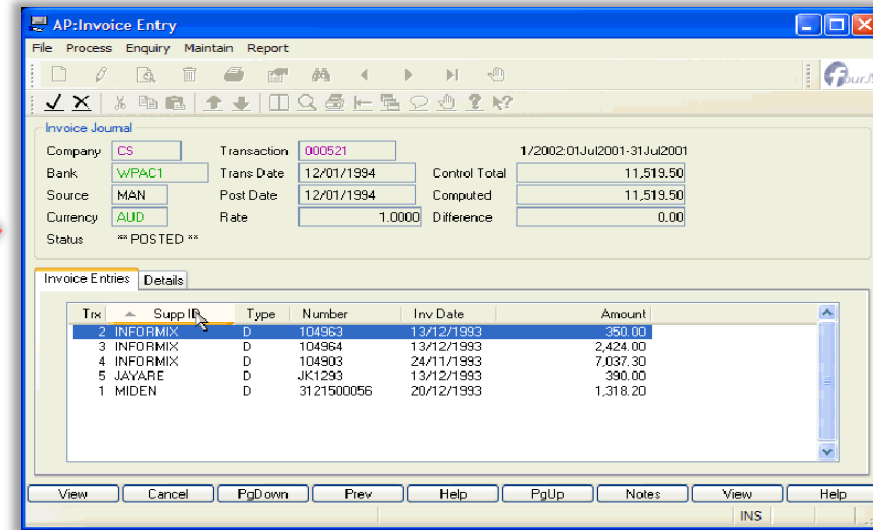 AP:Invoice Entry
File Process Enquiry Maintain Report
Invoice Journal
Company CS Transaction 000521 1/2002:01Jul2001-31Jul2001
Bank WPAC1 Trans Date 12/01/1994 Control Total 11,519.50
Source MAN Post Date 12/01/1994 Computed 11,519.50
Currency AUD Rate 1.0000 Difference 0.00
Status ** POSTED **
Invoice Entries Details
Trx Supp ID Type Number Inv Date Amount
2 INFORMIX D 104963 13/12/1993 350.00
3 INFORMIX D 104964 13/12/1993 2,424.00
4 INFORMIX D 104903 24/11/1993 7,037.30
5 JAYARE D JK1293 13/12/1993 390.00
1 MIDEN D 3121500056 20/12/1993 1,318.20
View Cancel PgDown Prev Help PgUp Notes View Help
INS